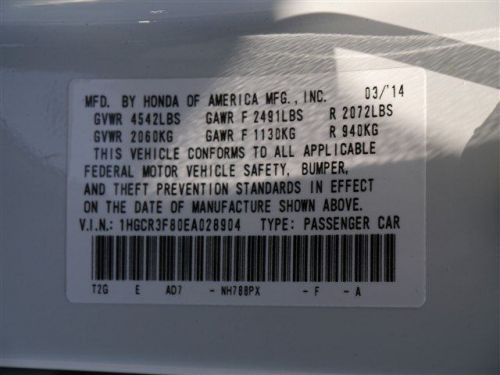 MFD. BY HONDA OF AMERICA MFG., INC. 03/'14
GVWR 4542LBS GAWR F 2491LBS R 2072LBS
GVWR 2060KG GAWR F 1130KG R 940KG
THIS VEHICLE CONFORMS TO ALL APPLICABLE
FEDERAL MOTOR VEHICLE SAFETY, BUMPER,
AND THEFT PREVENTION STANDARDS IN EFFECT
ON THE DATE OF MANUFACTURE SHOWN ABOVE.
V.I.N.: 1HGCR3F80EA028904 TYPE: PASSENGER CAR
T2G E AD7 - NH788PX - F - A